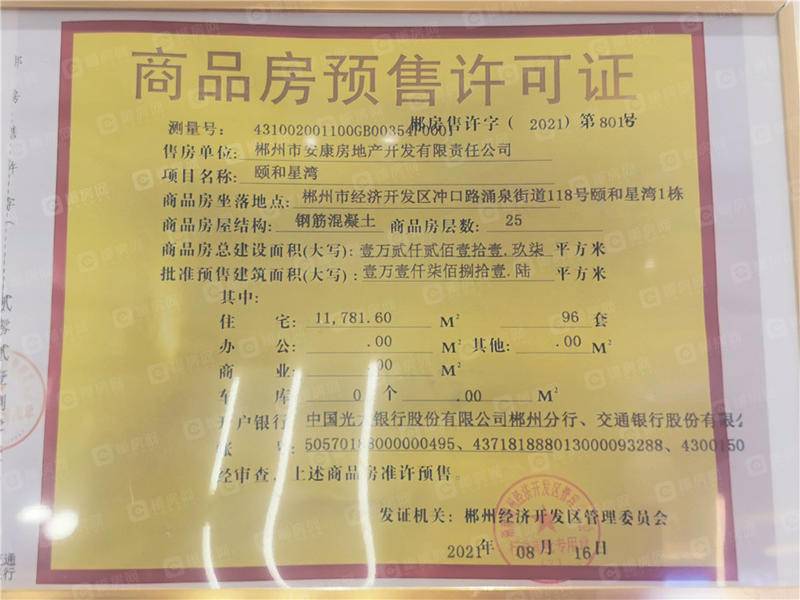 商品房预售许可证
测量号: 431002001100GB00354F0001 郴房售许字( 2021) 第801号
售房单位: 郴州市安康房地产开发有限责任公司
项目名称: 颐和星湾
商品房坐落地点: 郴州市经济开发区冲口路涌泉街道118号颐和星湾1栋
商品房屋结构: 钢筋混凝土 商品房层数: 25
商品房总建设面积(大写): 壹万贰仟贰佰壹拾壹.玖柒 平方米
批准预售建筑面积(大写): 壹万壹仟柒佰捌拾壹.陆 平方米
其中:
住 宅: 11,781.60 M² 96 套
办 公: .00 M² 其他: .00 M²
商 业: .00 M²
车 库: 0 个 .00 M²
开户银行: 中国光大银行股份有限公司郴州分行、交通银行股份有限公
账 号: 50570188000000495、437181888013000093288、4300150
经审查,上述商品房准许预售。
发证机关: 郴州经济开发区管理委员会
2021年 08 月 16 日